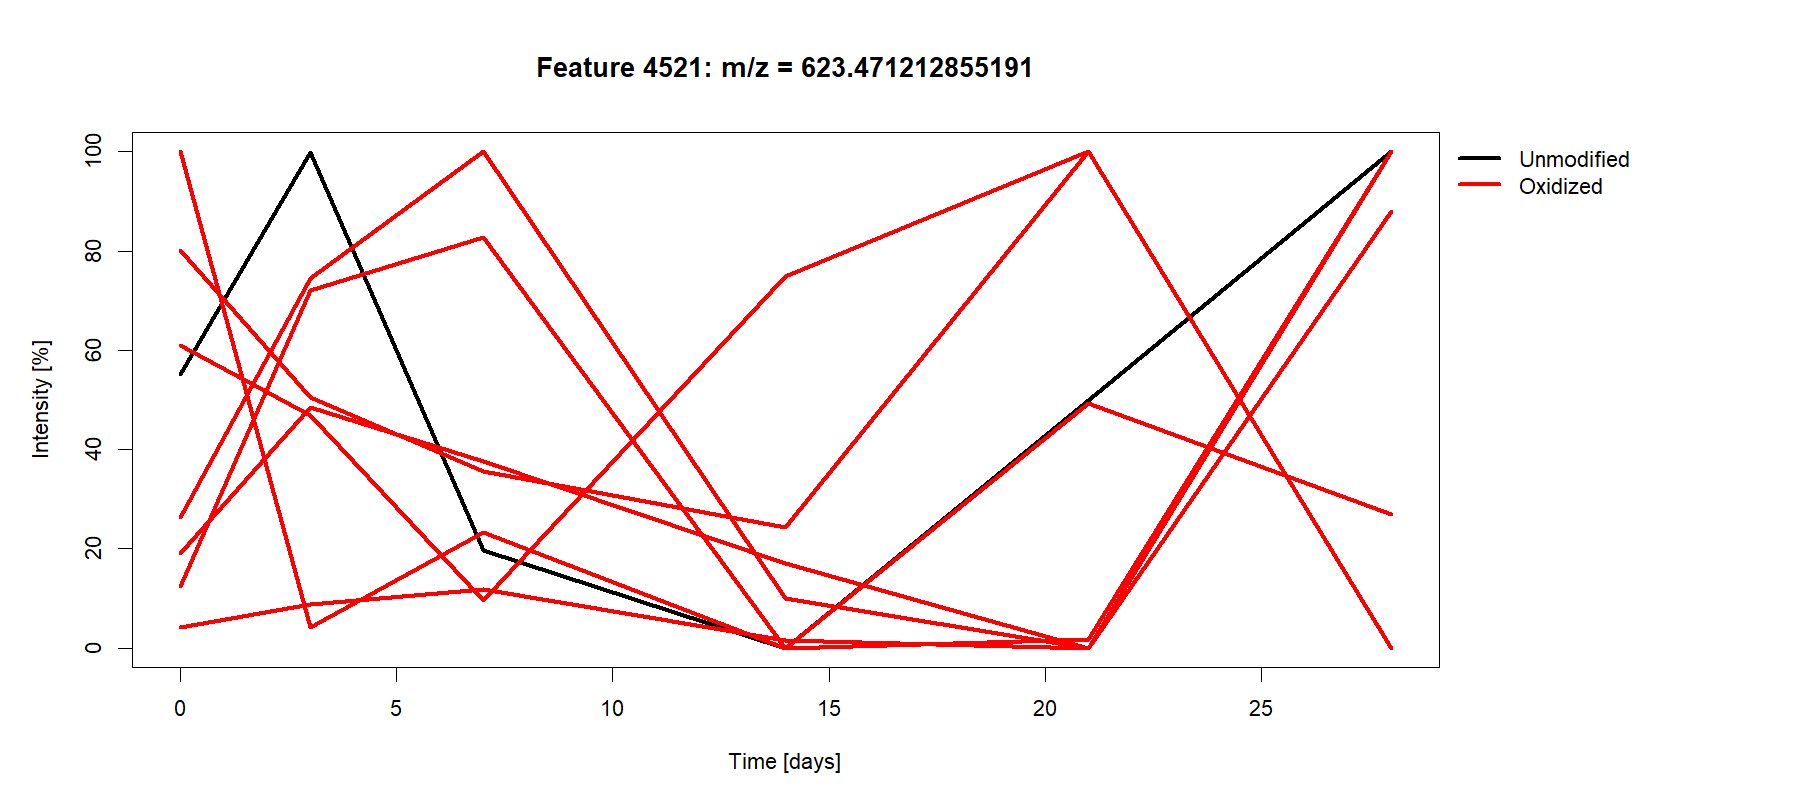 Feature 4521: m/z = 623.471212855191
Unmodified
Oxidized
Intensity [%]
100
80
60
40
20
0
0 5 10 15 20 25
Time [days]